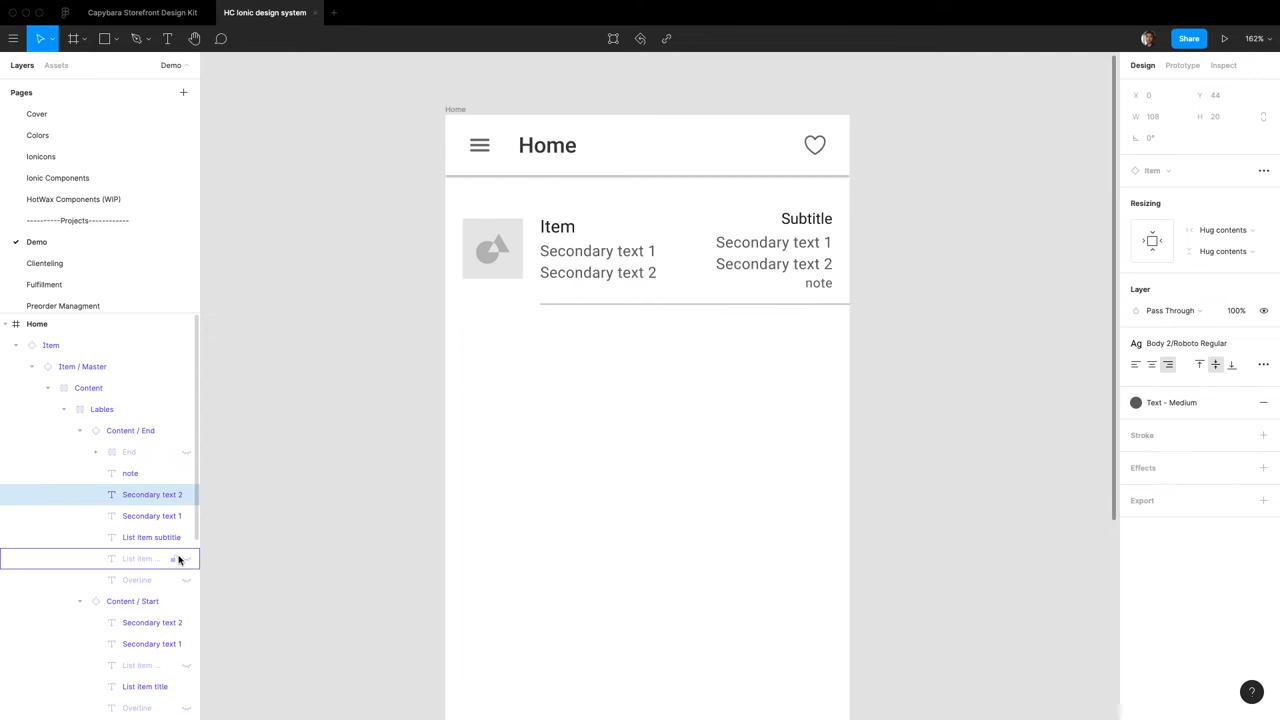 Capybara Storefront Design Kit
HC Ionic design system
Share
162%
Layers
Assets
Demo
Pages
Cover
Colors
Ionicons
Ionic Components
HotWax Components (WIP)
----------Projects------------
Demo
Clienteling
Fulfillment
Preorder Managment
Home
Item
Item / Master
Content
Lables
Content / End
End
note
Secondary text 2
Secondary text 1
List item subtitle
List item ...
Overline
Content / Start
Secondary text 2
Secondary text 1
List item ...
List item title
Overline
Home
Home
Item
Secondary text 1
Secondary text 2
Subtitle
Secondary text 1
Secondary text 2
note
Design
Prototype
Inspect
X 0
Y 44
W 108
H 20
0°
Item
Resizing
Hug contents
Hug contents
Layer
Pass Through
100%
Ag Body 2/Roboto Regular
Text - Medium
Stroke
Effects
Export
?